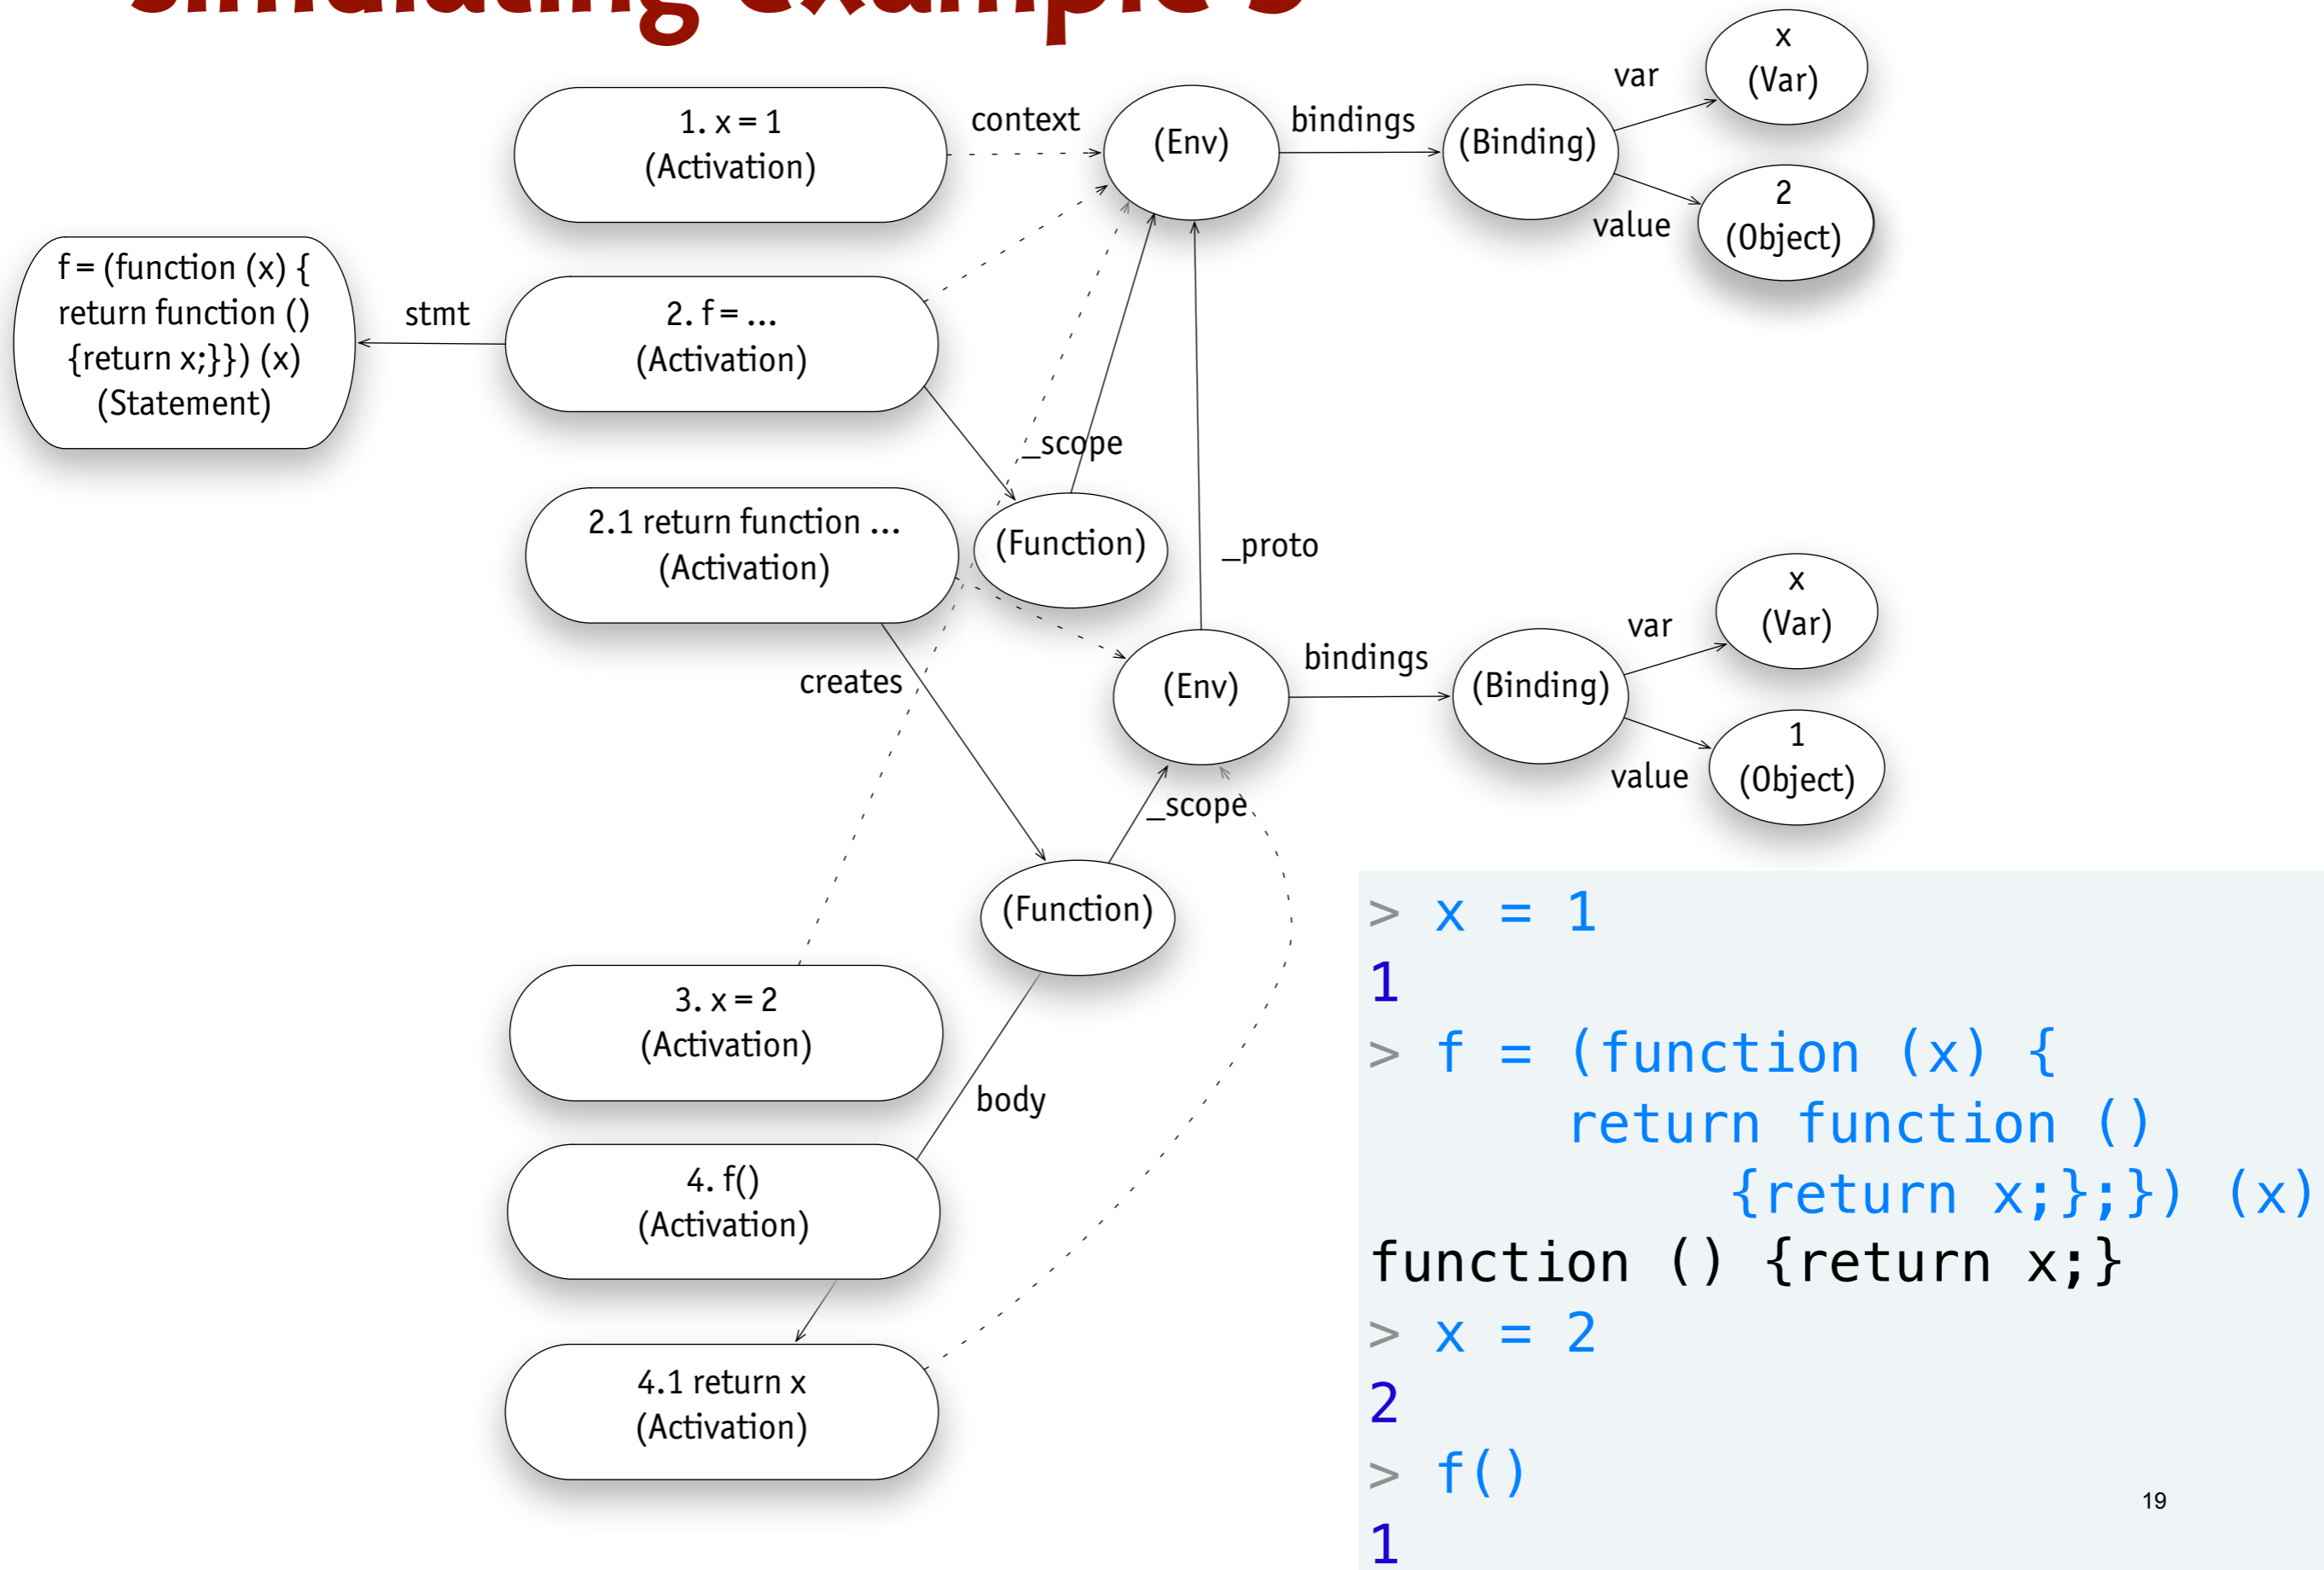 simulating example 3
1. x = 1
(Activation)
context
(Env)
bindings
(Binding)
var
x
(Var)
value
2
(Object)
f = (function (x) {
return function ()
{return x;}}) (x)
(Statement)
stmt
2. f = ...
(Activation)
_scope
(Function)
_proto
2.1 return function ...
(Activation)
creates
(Env)
bindings
(Binding)
var
x
(Var)
value
1
(Object)
_scope
(Function)
3. x = 2
(Activation)
body
4. f()
(Activation)
4.1 return x
(Activation)
> x = 1
1
> f = (function (x) {
return function ()
{return x;};}) (x)
function () {return x;}
> x = 2
2
> f()
1
19